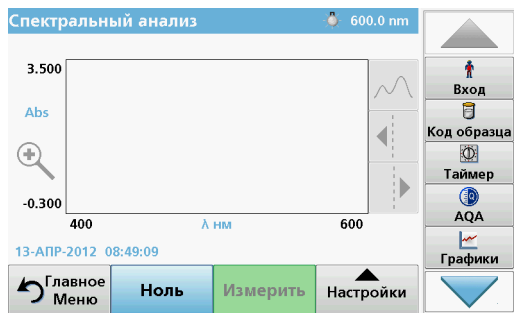 Спектральный анализ 600.0 nm
3.500
Abs
-0.300
400 λ нм 600
13-АПР-2012 08:49:09
Главное
Меню
Ноль
Измерить
Настройки
Вход
Код образца
Таймер
AQA
Графики